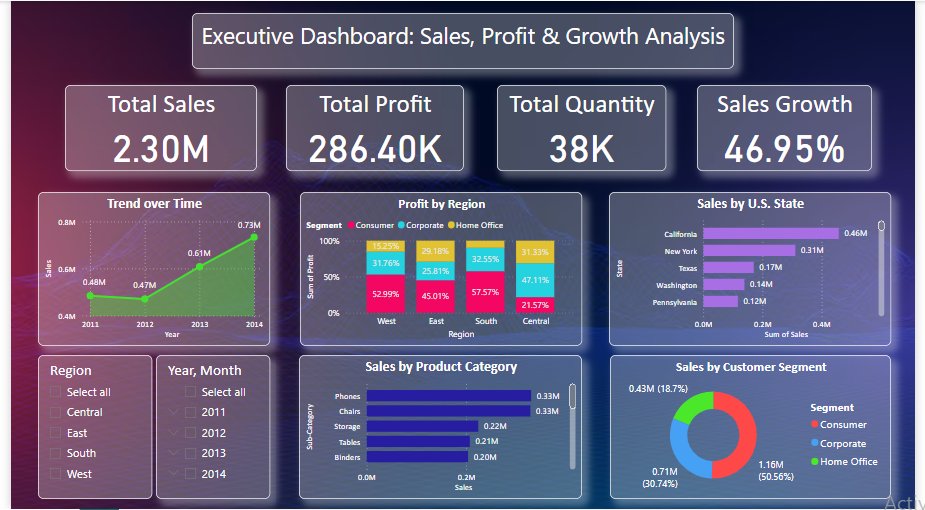 Executive Dashboard: Sales, Profit & Growth Analysis
Total Sales
2.30M
Total Profit
286.40K
Total Quantity
38K
Sales Growth
46.95%
Trend over Time
0.8M
0.6M
0.4M
Sales
0.48M
0.47M
0.61M
0.73M
2011 2012 2013 2014
Year
Profit by Region
Segment Consumer Corporate Home Office
100%
50%
0%
Sum of Profit
15.25% 29.18% 31.33%
31.76% 25.81% 32.55% 47.11%
52.99% 45.01% 57.57% 21.57%
West East South Central
Region
Sales by U.S. State
State
California 0.46M
New York 0.31M
Texas 0.17M
Washington 0.14M
Pennsylvania 0.12M
0.0M 0.2M 0.4M
Sum of Sales
Region
Select all
Central
East
South
West
Year, Month
Select all
2011
2012
2013
2014
Sales by Product Category
Sub-Category
Phones 0.33M
Chairs 0.33M
Storage 0.22M
Tables 0.21M
Binders 0.20M
0.0M 0.2M
Sales
Sales by Customer Segment
0.43M (18.7%)
0.71M
(30.74%)
1.16M
(50.56%)
Segment
Consumer
Corporate
Home Office
Activ